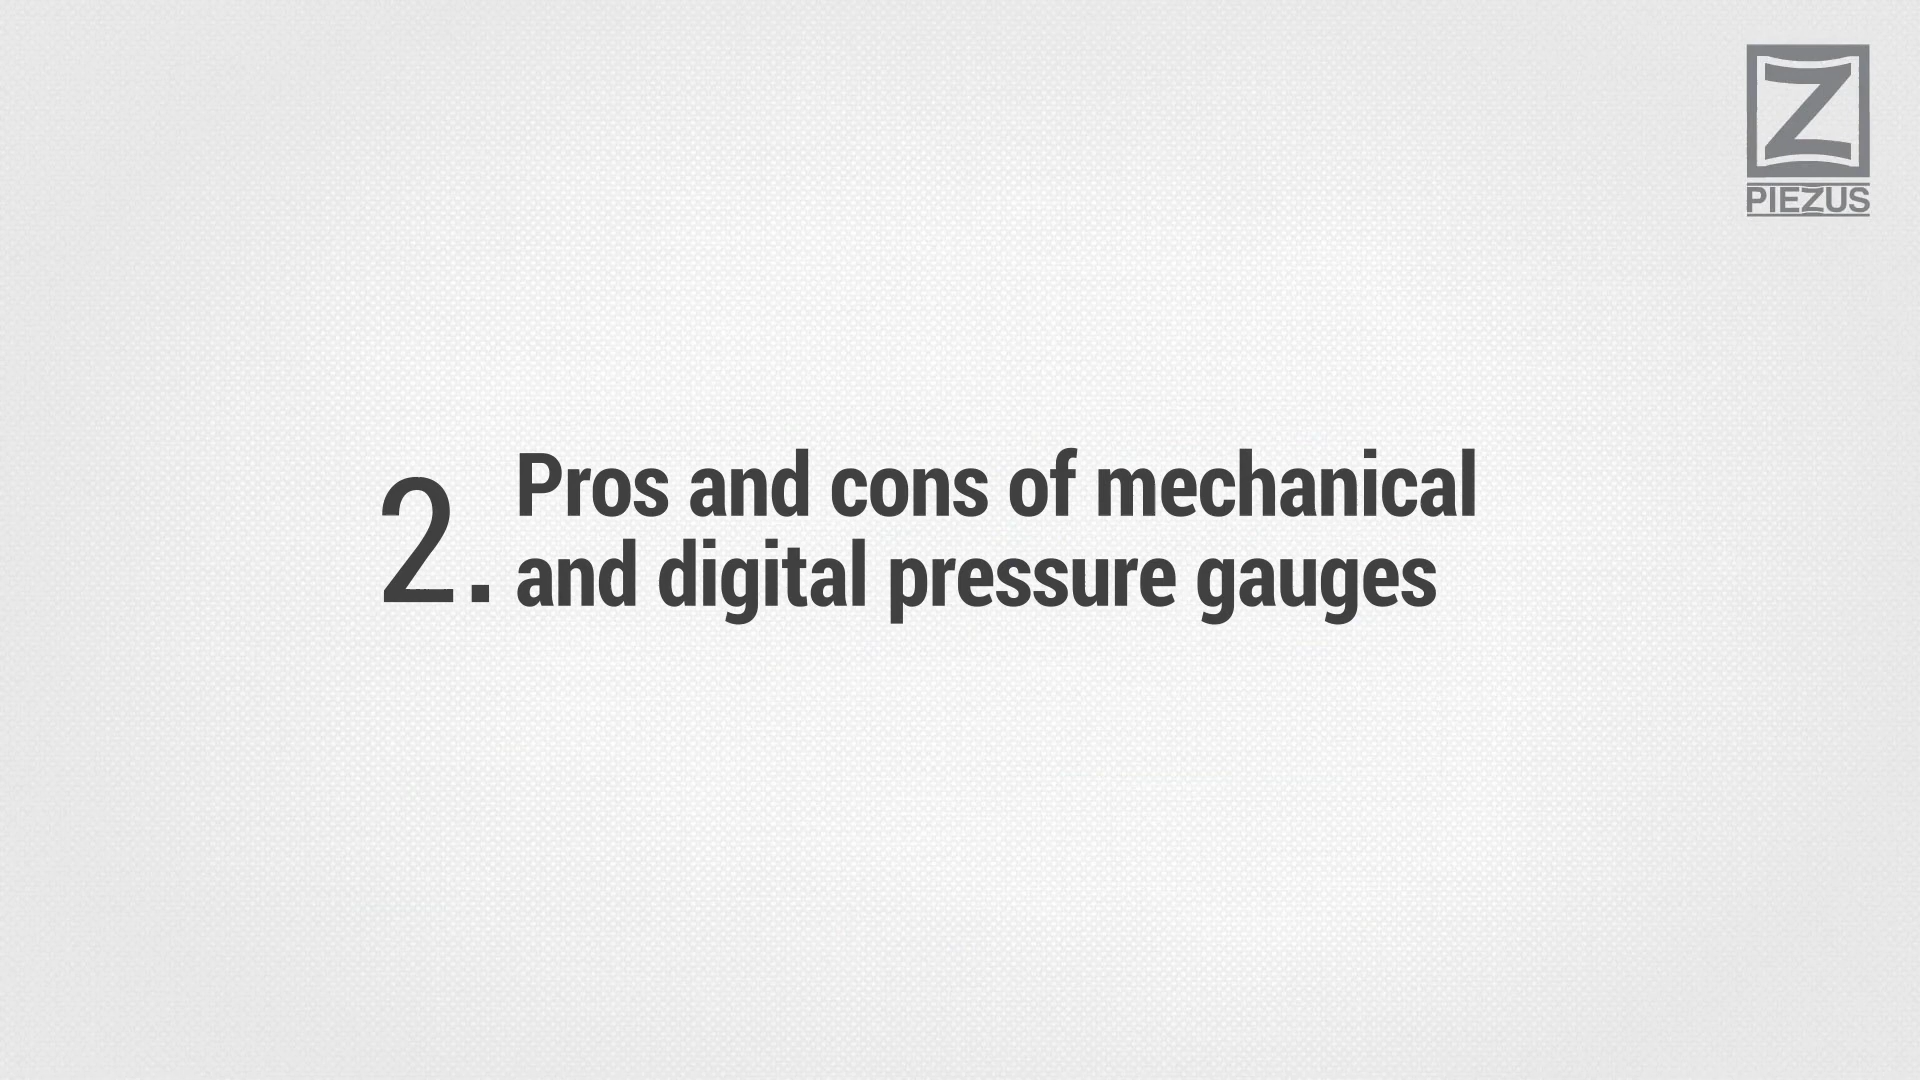 Z
PIEZUS
2. Pros and cons of mechanical
and digital pressure gauges